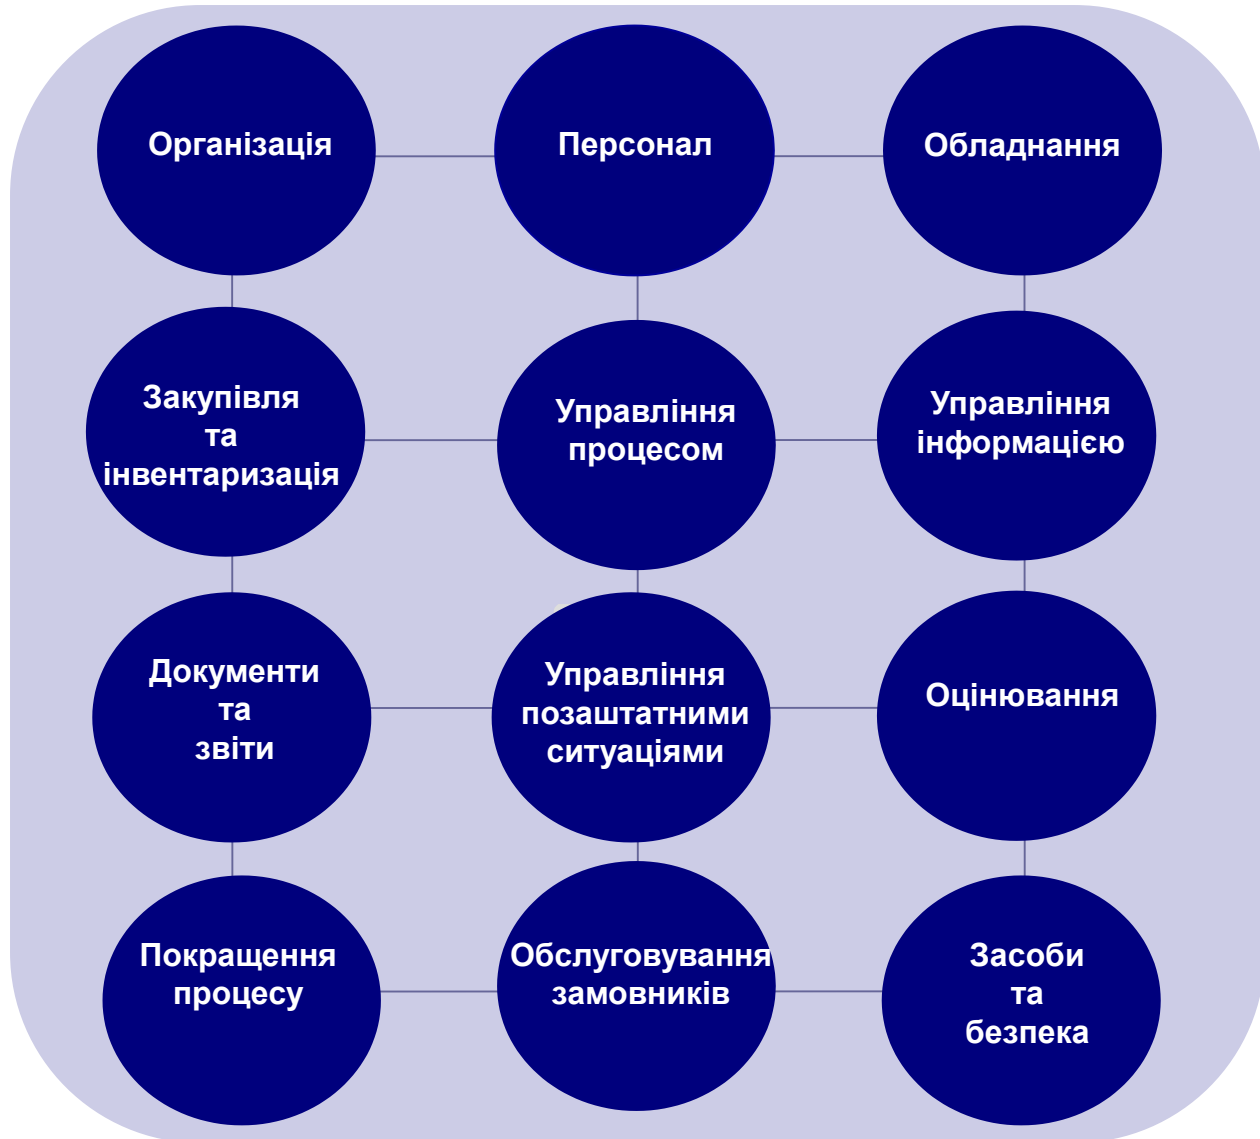 Організація
Персонал
Обладнання
Закупівля
та
інвентаризація
Управління
процесом
Управління
інформацією
Документи
та
звіти
Управління
позаштатними
ситуаціями
Оцінювання
Покращення
процесу
Обслуговування
замовників
Засоби
та
безпека